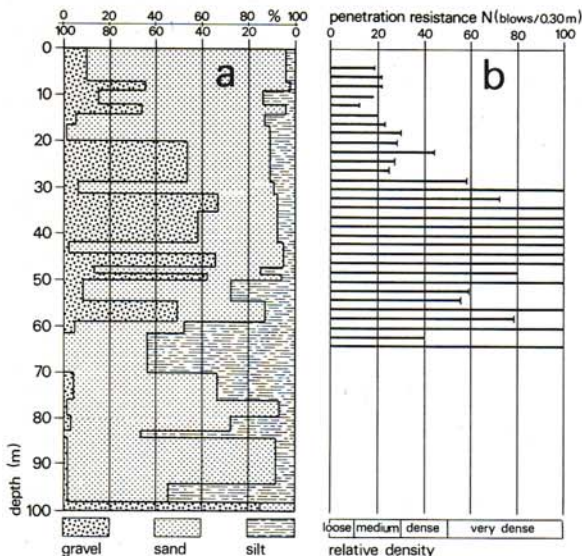 0 20 40 60 80 % 100
100 80 60 40 20 0
penetration resistance N (blows/0.30 m)
0 20 40 60 80 100
a
b
0
10
20
30
40
50
60
70
80
90
100
depth (m)
gravel
sand
silt
loose medium dense very dense
relative density